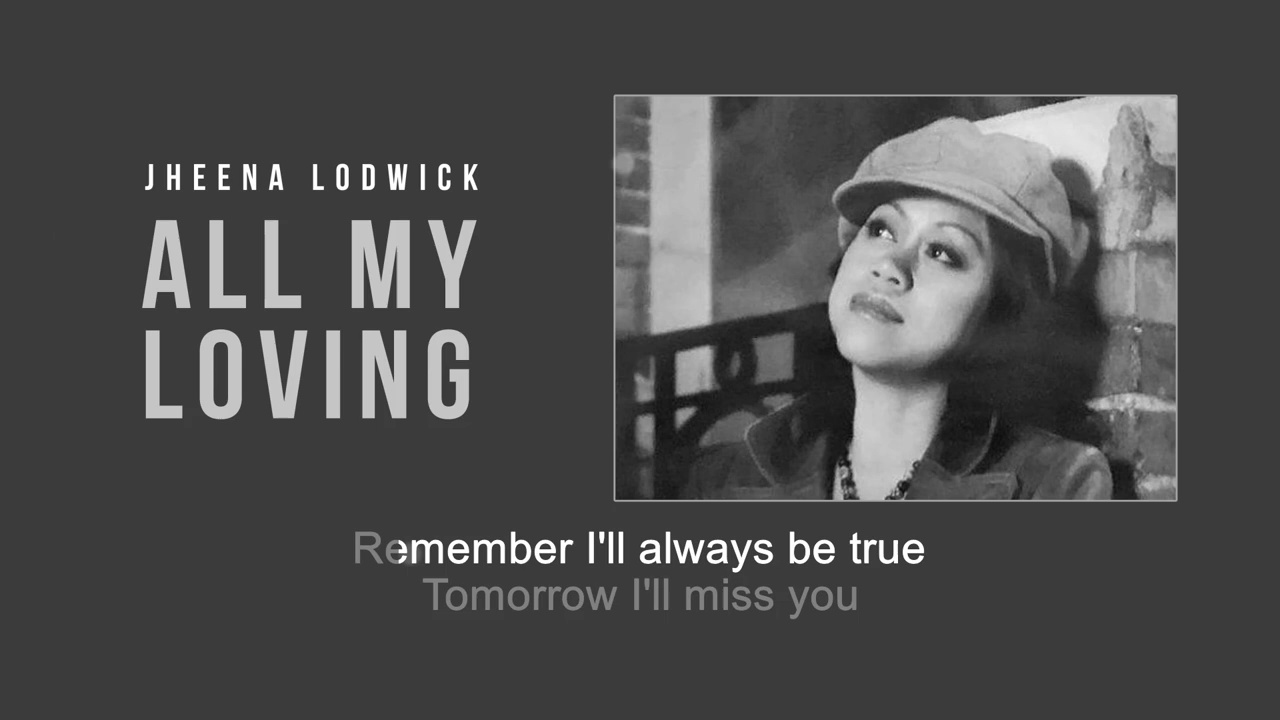 JHEENA LODWICK
ALL MY
LOVING
Remember I'll always be true
Tomorrow I'll miss you